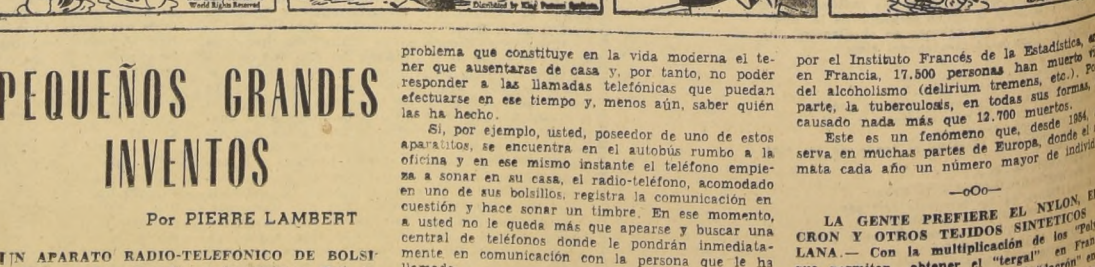 World Rights Reserved
Distributed by King Features Syndicate
PEQUEÑOS GRANDES
INVENTOS
Por PIERRE LAMBERT
UN APARATO RADIO-TELEFONICO DE BOLSI-
problema que constituye en la vida moderna el te-
ner que ausentarse de casa y, por tanto, no poder
responder a las llamadas telefónicas que puedan
efectuarse en ese tiempo y, menos aún, saber quién
las ha hecho.
Si, por ejemplo, usted, poseedor de uno de estos
aparatitos, se encuentra en el autobús rumbo a la
oficina y en ese mismo instante el teléfono empie-
za a sonar en su casa, el radio-teléfono, acomodado
en uno de sus bolsillos, registra la comunicación en
cuestión y hace sonar un timbre. En ese momento,
a usted no le queda más que apearse y buscar una
central de teléfonos donde le pondrán inmediata-
mente en comunicación con la persona que le ha
por el Instituto Francés de la Estadística,
en Francia, 17.500 personas han muerto
del alcoholismo (delirium tremens, etc.).
parte, la tuberculosis, en todas sus formas,
causado nada más que 12.700 muertos.
Este es un fenómeno que, desde 1954,
serva en muchas partes de Europa, donde el
mata cada año un número mayor de
—oOo—
LA GENTE PREFIERE EL NYLON,
CRON Y OTROS TEJIDOS SINTETICOS
LANA.— Con la multiplicación de los
obtener el "tergal" en